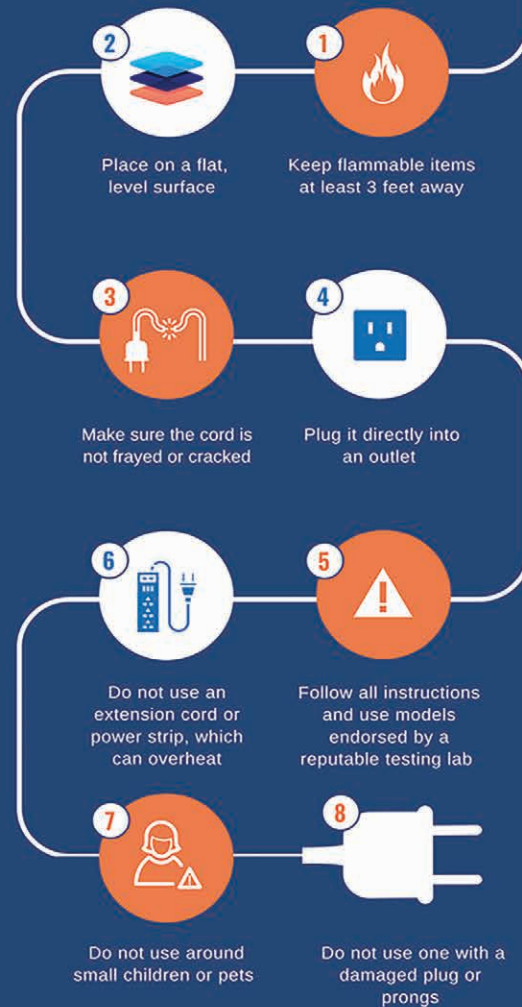 1
Keep flammable items
at least 3 feet away
2
Place on a flat,
level surface
3
Make sure the cord is
not frayed or cracked
4
Plug it directly into
an outlet
5
Follow all instructions
and use models
endorsed by a
reputable testing lab
6
Do not use an
extension cord or
power strip, which
can overheat
7
Do not use around
small children or pets
8
Do not use one with a
damaged plug or
prongs